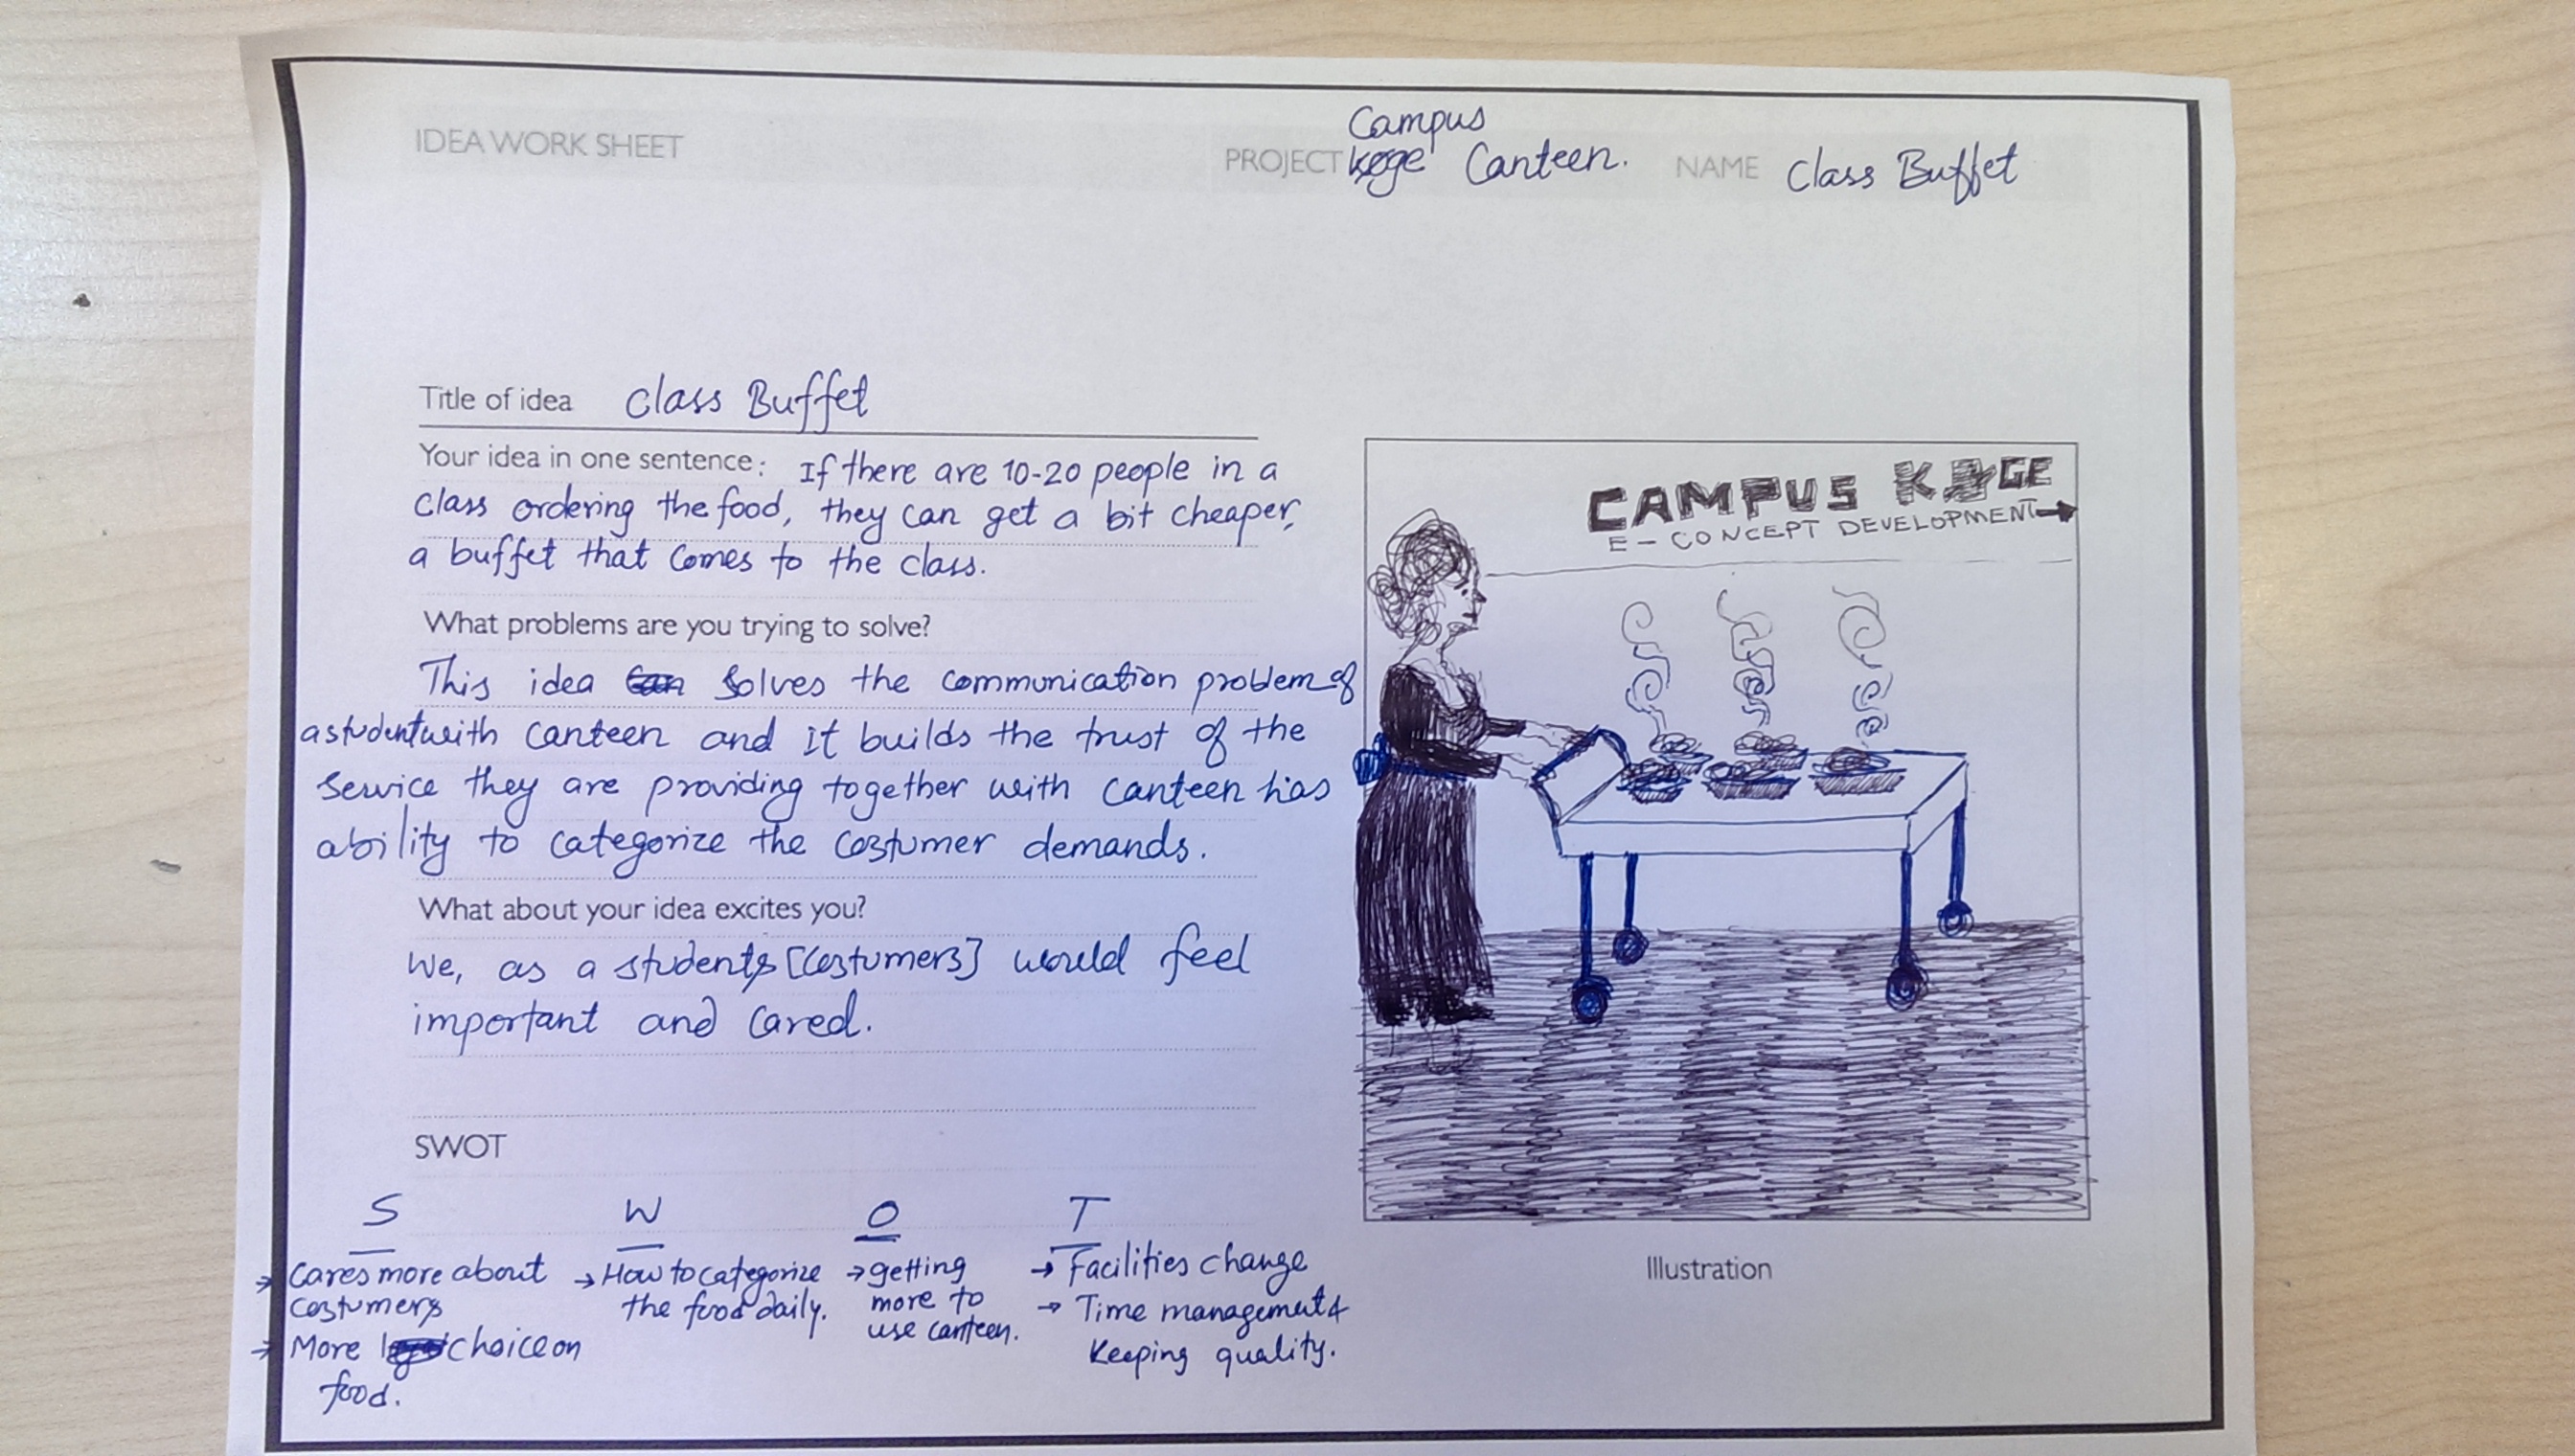 IDEA WORK SHEET
PROJECT Campus Køge Canteen. NAME Class Buffet
Title of idea Class Buffet
Your idea in one sentence: If there are 10-20 people in a
class ordering the food, they can get a bit cheaper,
a buffet that comes to the class.
What problems are you trying to solve?
This idea solves the communication problem of
a student with canteen and it builds the trust of the
service they are providing together with canteen has
ability to categorize the costumer demands.
What about your idea excites you?
We, as a students [costumers] would feel
important and cared.
SWOT
S W O T
→ Cares more about
costumers
→ More choice on
food.
→ How to categorize
the food daily.
→ getting
more to
use canteen.
→ Facilities change
→ Time management &
Keeping quality.
CAMPUS KØGE
E-CONCEPT DEVELOPMENT →
Illustration